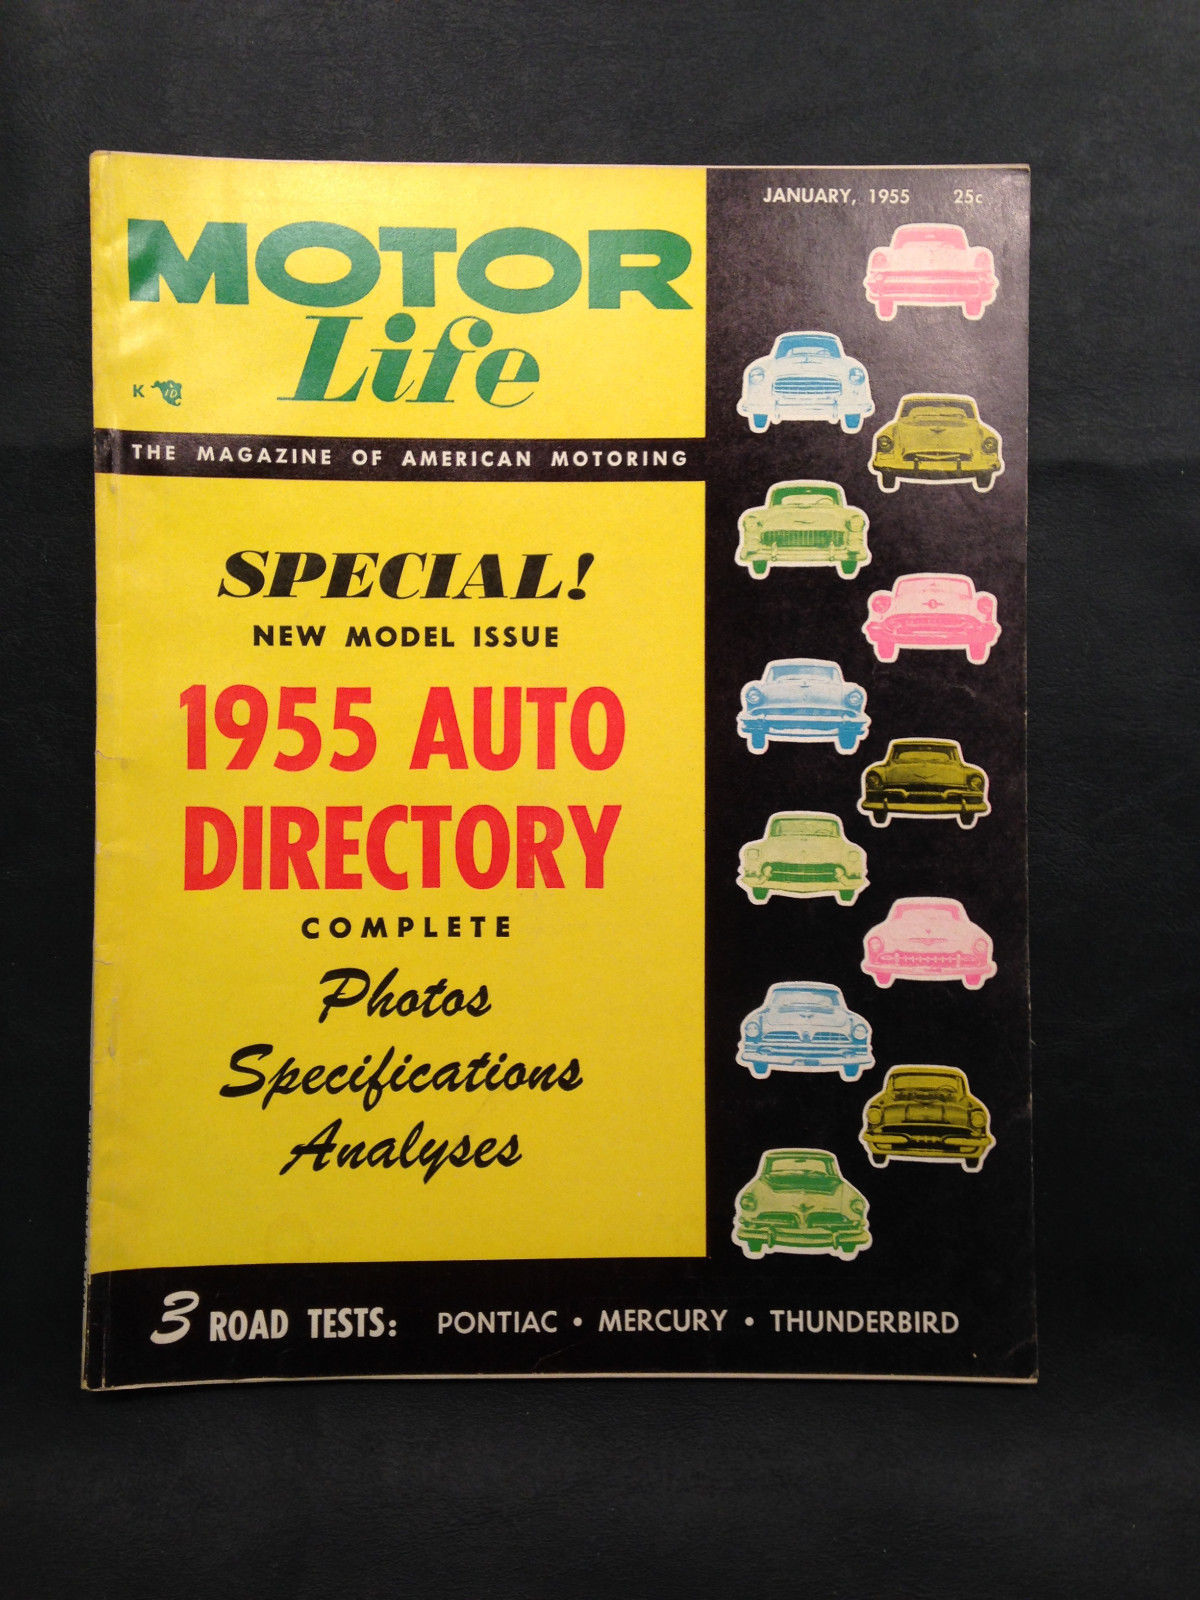 JANUARY, 1955 25c
MOTOR
Life
K ID
THE MAGAZINE OF AMERICAN MOTORING
SPECIAL!
NEW MODEL ISSUE
1955 AUTO
DIRECTORY
COMPLETE
Photos
Specifications
Analyses
3 ROAD TESTS: PONTIAC • MERCURY • THUNDERBIRD